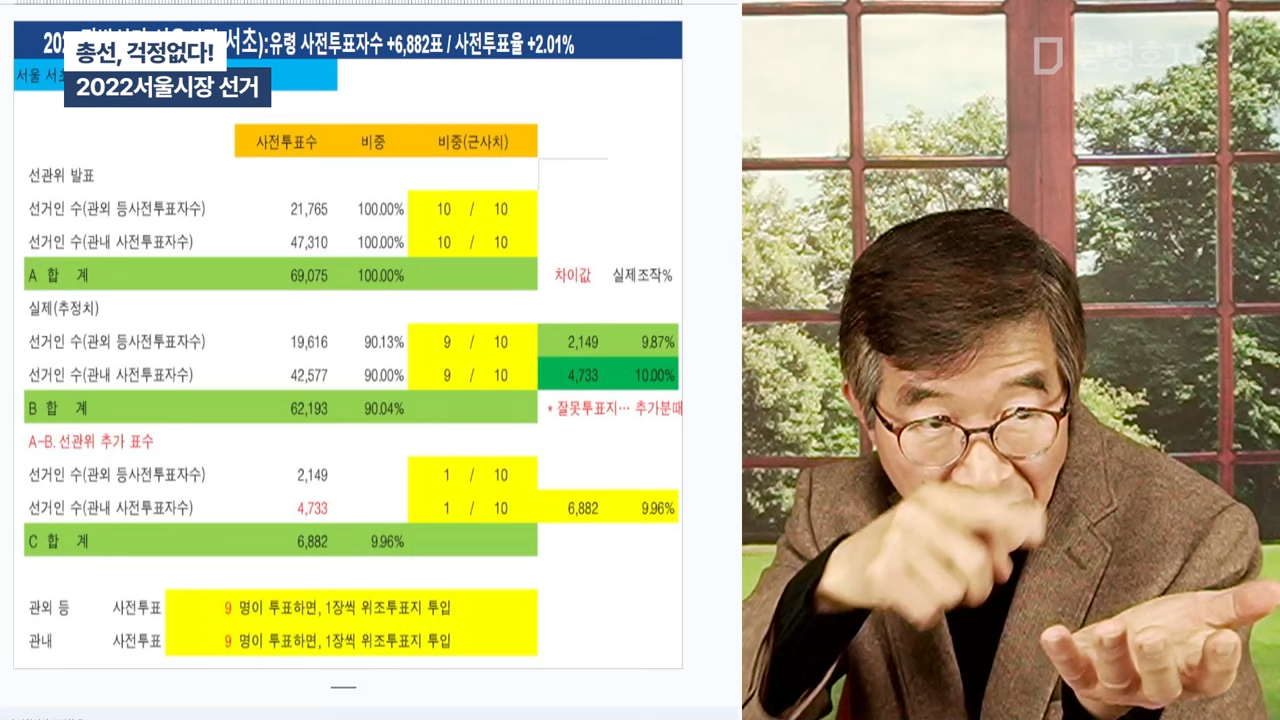 서초):유령 사전투표자수 +6,882표 / 사전투표율 +2.01%
총선, 걱정없다!
서울 서초
2022서울시장 선거
공병호
사전투표수 비중 비중(근사치)
선관위 발표
선거인 수(관외 등사전투표자수) 21,765 100.00% 10 / 10
선거인 수(관내 사전투표자수) 47,310 100.00% 10 / 10
A 합 계 69,075 100.00% 차이값 실제조작%
실제(추정치)
선거인 수(관외 등사전투표자수) 19,616 90.13% 9 / 10 2,149 9.87%
선거인 수(관내 사전투표자수) 42,577 90.00% 9 / 10 4,733 10.00%
B 합 계 62,193 90.04% * 잘못투표지… 추가분때
A-B. 선관위 추가 표수
선거인 수(관외 등사전투표자수) 2,149 1 / 10
선거인 수(관내 사전투표자수) 4,733 1 / 10 6,882 9.96%
C 합 계 6,882 9.96%
관외 등 사전투표 9 명이 투표하면, 1장씩 위조투표지 투입
관내 사전투표 9 명이 투표하면, 1장씩 위조투표지 투입